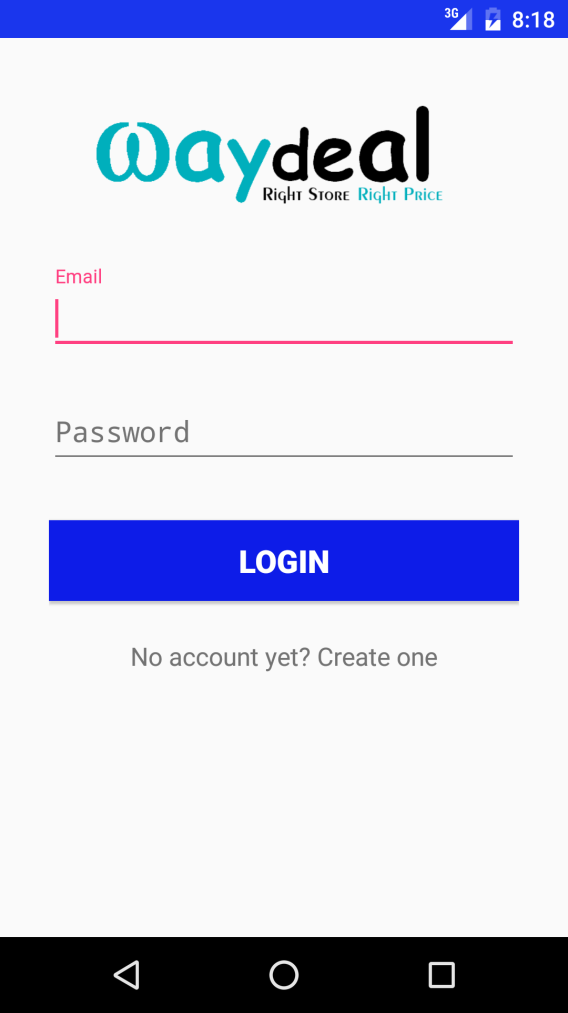 3G 8:18
Waydeal
Right Store Right Price
Email
Password
LOGIN
No account yet? Create one